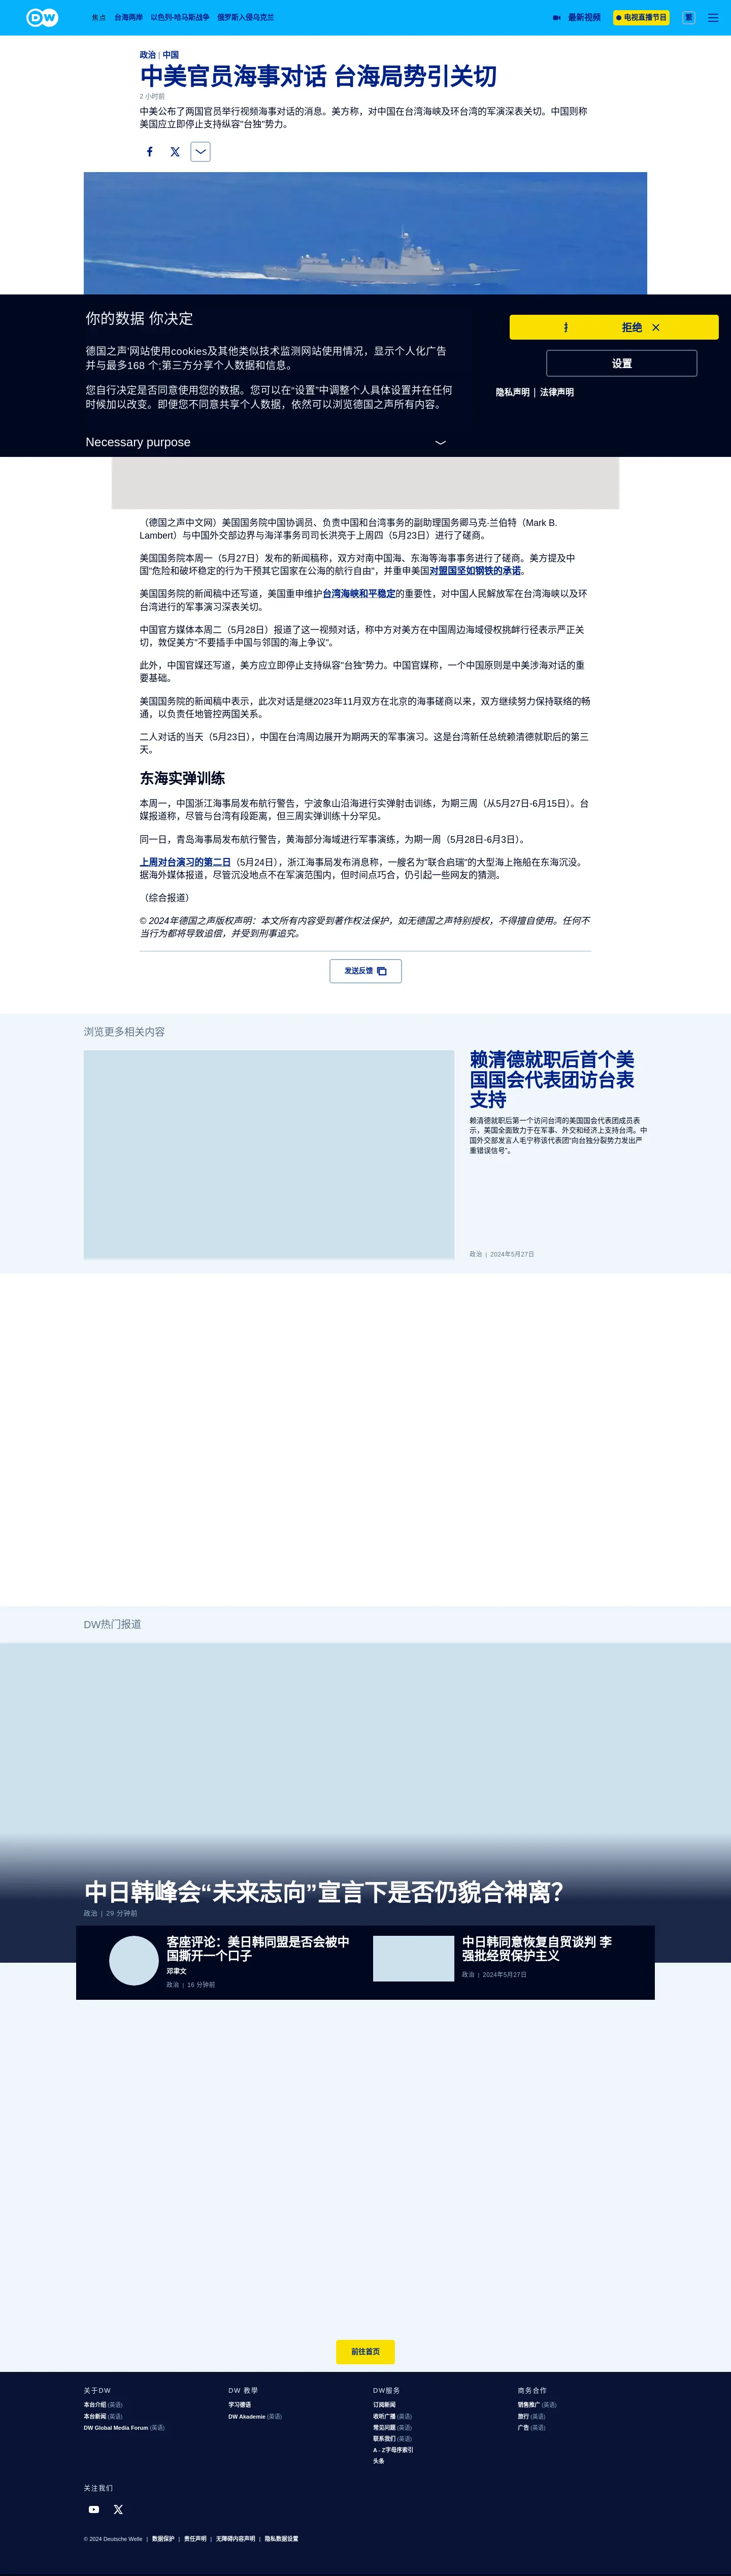 DW 焦点 台海两岸 以色列-哈马斯战争 俄罗斯入侵乌克兰 最新视频 电视直播节目 繁
政治 | 中国
中美官员海事对话 台海局势引关切
2 小时前
中美公布了两国官员举行视频海事对话的消息。美方称，对中国在台湾海峡及环台湾的军演深表关切。中国则称
美国应立即停止支持纵容"台独"势力。
你的数据 你决定
德国之声'网站使用cookies及其他类似技术监测网站使用情况，显示个人化广告
并与最多168 个;第三方分享个人数据和信息。
您自行决定是否同意使用您的数据。您可以在“设置”中调整个人具体设置并在任何
时候加以改变。即便您不同意共享个人数据，依然可以浏览德国之声所有内容。
Necessary purpose
拒绝
设置
隐私声明 | 法律声明
（德国之声中文网）美国国务院中国协调员、负责中国和台湾事务的副助理国务卿马克·兰伯特（Mark B.
Lambert）与中国外交部边界与海洋事务司司长洪亮于上周四（5月23日）进行了磋商。
美国国务院本周一（5月27日）发布的新闻稿称，双方对南中国海、东海等海事事务进行了磋商。美方提及中
国"危险和破坏稳定的行为干预其它国家在公海的航行自由"，并重申美国对盟国坚如钢铁的承诺。
美国国务院的新闻稿中还写道，美国重申维护台湾海峡和平稳定的重要性，对中国人民解放军在台湾海峡以及环
台湾进行的军事演习深表关切。
中国官方媒体本周二（5月28日）报道了这一视频对话，称中方对美方在中国周边海域侵权挑衅行径表示严正关
切，敦促美方"不要插手中国与邻国的海上争议"。
此外，中国官媒还写道，美方应立即停止支持纵容"台独"势力。中国官媒称，一个中国原则是中美涉海对话的重
要基础。
美国国务院的新闻稿中表示，此次对话是继2023年11月双方在北京的海事磋商以来，双方继续努力保持联络的畅
通，以负责任地管控两国关系。
二人对话的当天（5月23日），中国在台湾周边展开为期两天的军事演习。这是台湾新任总统赖清德就职后的第三
天。
东海实弹训练
本周一，中国浙江海事局发布航行警告，宁波象山沿海进行实弹射击训练，为期三周（从5月27日-6月15日）。台
媒报道称，尽管与台湾有段距离，但三周实弹训练十分罕见。
同一日，青岛海事局发布航行警告，黄海部分海域进行军事演练，为期一周（5月28日-6月3日）。
上周对台演习的第二日（5月24日），浙江海事局发布消息称，一艘名为"联合启瑞"的大型海上拖船在东海沉没。
据海外媒体报道，尽管沉没地点不在军演范围内，但时间点巧合，仍引起一些网友的猜测。
（综合报道）
© 2024年德国之声版权声明：本文所有内容受到著作权法保护，如无德国之声特别授权，不得擅自使用。任何不
当行为都将导致追偿，并受到刑事追究。
发送反馈
浏览更多相关内容
赖清德就职后首个美
国国会代表团访台表
支持
赖清德就职后第一个访问台湾的美国国会代表团成员表
示，美国全面致力于在军事、外交和经济上支持台湾。中
国外交部发言人毛宁称该代表团“向台独分裂势力发出严
重错误信号”。
政治 | 2024年5月27日
DW热门报道
中日韩峰会“未来志向”宣言下是否仍貌合神离？
政治 | 29 分钟前
客座评论：美日韩同盟是否会被中
国撕开一个口子
邓聿文
政治 | 16 分钟前
中日韩同意恢复自贸谈判 李
强批经贸保护主义
政治 | 2024年5月27日
前往首页
关于DW
本台介绍 (英语)
本台新闻 (英语)
DW Global Media Forum (英语)
DW 教學
学习德语
DW Akademie (英语)
DW服务
订阅新闻
收听广播 (英语)
常见问题 (英语)
联系我们 (英语)
A - Z字母序索引
头条
商务合作
销售推广 (英语)
旅行 (英语)
广告 (英语)
关注我们
© 2024 Deutsche Welle | 数据保护 | 责任声明 | 无障碍内容声明 | 隐私数据设置